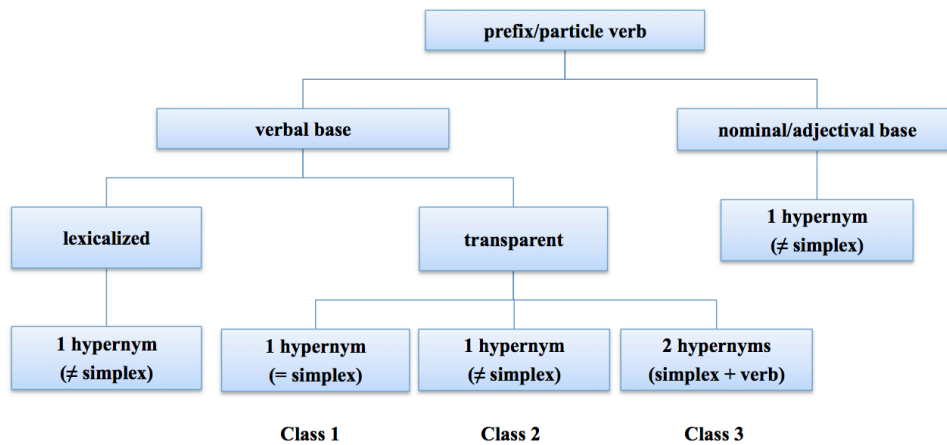 prefix/particle verb
verbal base
nominal/adjectival base
lexicalized
transparent
1 hypernym
(≠ simplex)
1 hypernym
(≠ simplex)
1 hypernym
(= simplex)
1 hypernym
(≠ simplex)
2 hypernyms
(simplex + verb)
Class 1
Class 2
Class 3